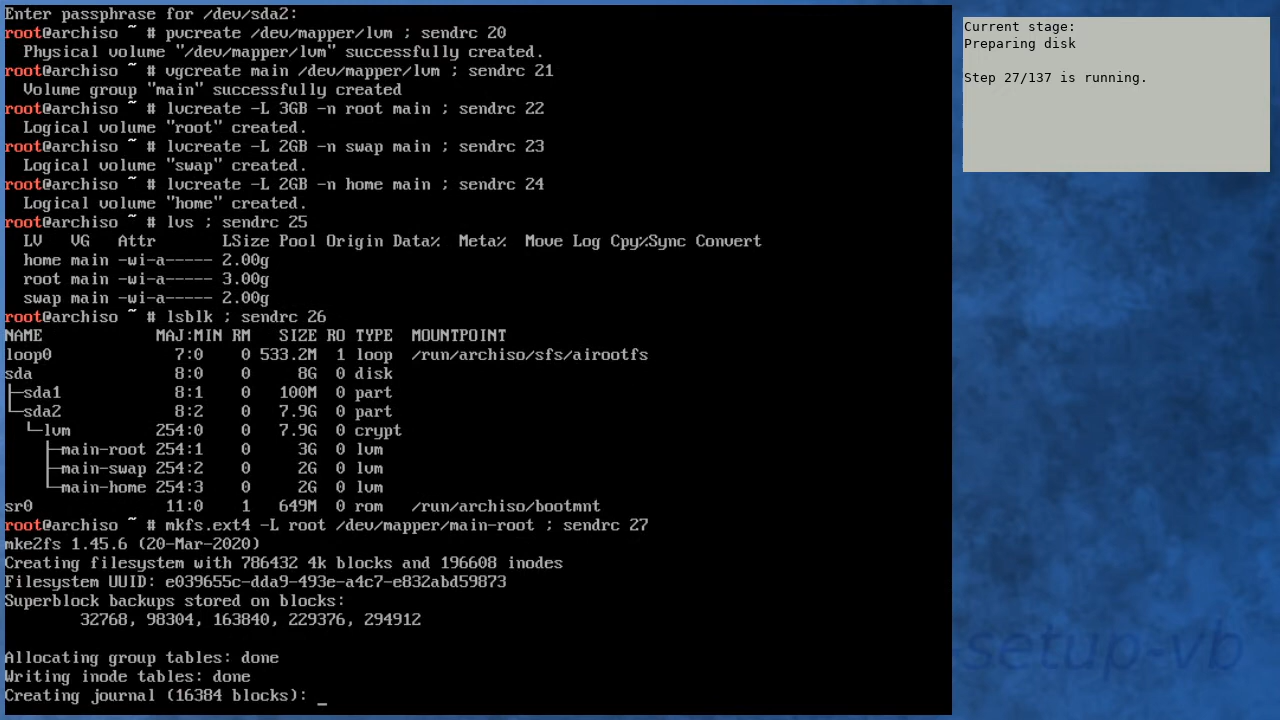 Enter passphrase for /dev/sda2:
root@archiso ~ # pvcreate /dev/mapper/lvm ; sendrc 20
  Physical volume "/dev/mapper/lvm" successfully created.
root@archiso ~ # vgcreate main /dev/mapper/lvm ; sendrc 21
  Volume group "main" successfully created
root@archiso ~ # lvcreate -L 3GB -n root main ; sendrc 22
  Logical volume "root" created.
root@archiso ~ # lvcreate -L 2GB -n swap main ; sendrc 23
  Logical volume "swap" created.
root@archiso ~ # lvcreate -L 2GB -n home main ; sendrc 24
  Logical volume "home" created.
root@archiso ~ # lvs ; sendrc 25
  LV   VG   Attr       LSize Pool Origin Data%  Meta%  Move Log Cpy%Sync Convert
  home main -wi-a----- 2.00g
  root main -wi-a----- 3.00g
  swap main -wi-a----- 2.00g
root@archiso ~ # lsblk ; sendrc 26
NAME            MAJ:MIN RM   SIZE RO TYPE  MOUNTPOINT
loop0             7:0    0 533.2M  1 loop  /run/archiso/sfs/airootfs
sda               8:0    0     8G  0 disk
├─sda1            8:1    0   100M  0 part
└─sda2            8:2    0   7.9G  0 part
  └─lvm         254:0    0   7.9G  0 crypt
    ├─main-root 254:1    0     3G  0 lvm
    ├─main-swap 254:2    0     2G  0 lvm
    └─main-home 254:3    0     2G  0 lvm
sr0              11:0    1   649M  0 rom   /run/archiso/bootmnt
root@archiso ~ # mkfs.ext4 -L root /dev/mapper/main-root ; sendrc 27
mke2fs 1.45.6 (20-Mar-2020)
Creating filesystem with 786432 4k blocks and 196608 inodes
Filesystem UUID: e039655c-dda9-493e-a4c7-e832abd59873
Superblock backups stored on blocks:
        32768, 98304, 163840, 229376, 294912

Allocating group tables: done
Writing inode tables: done
Creating journal (16384 blocks): _
Current stage:
Preparing disk

Step 27/137 is running.
-setup-vb